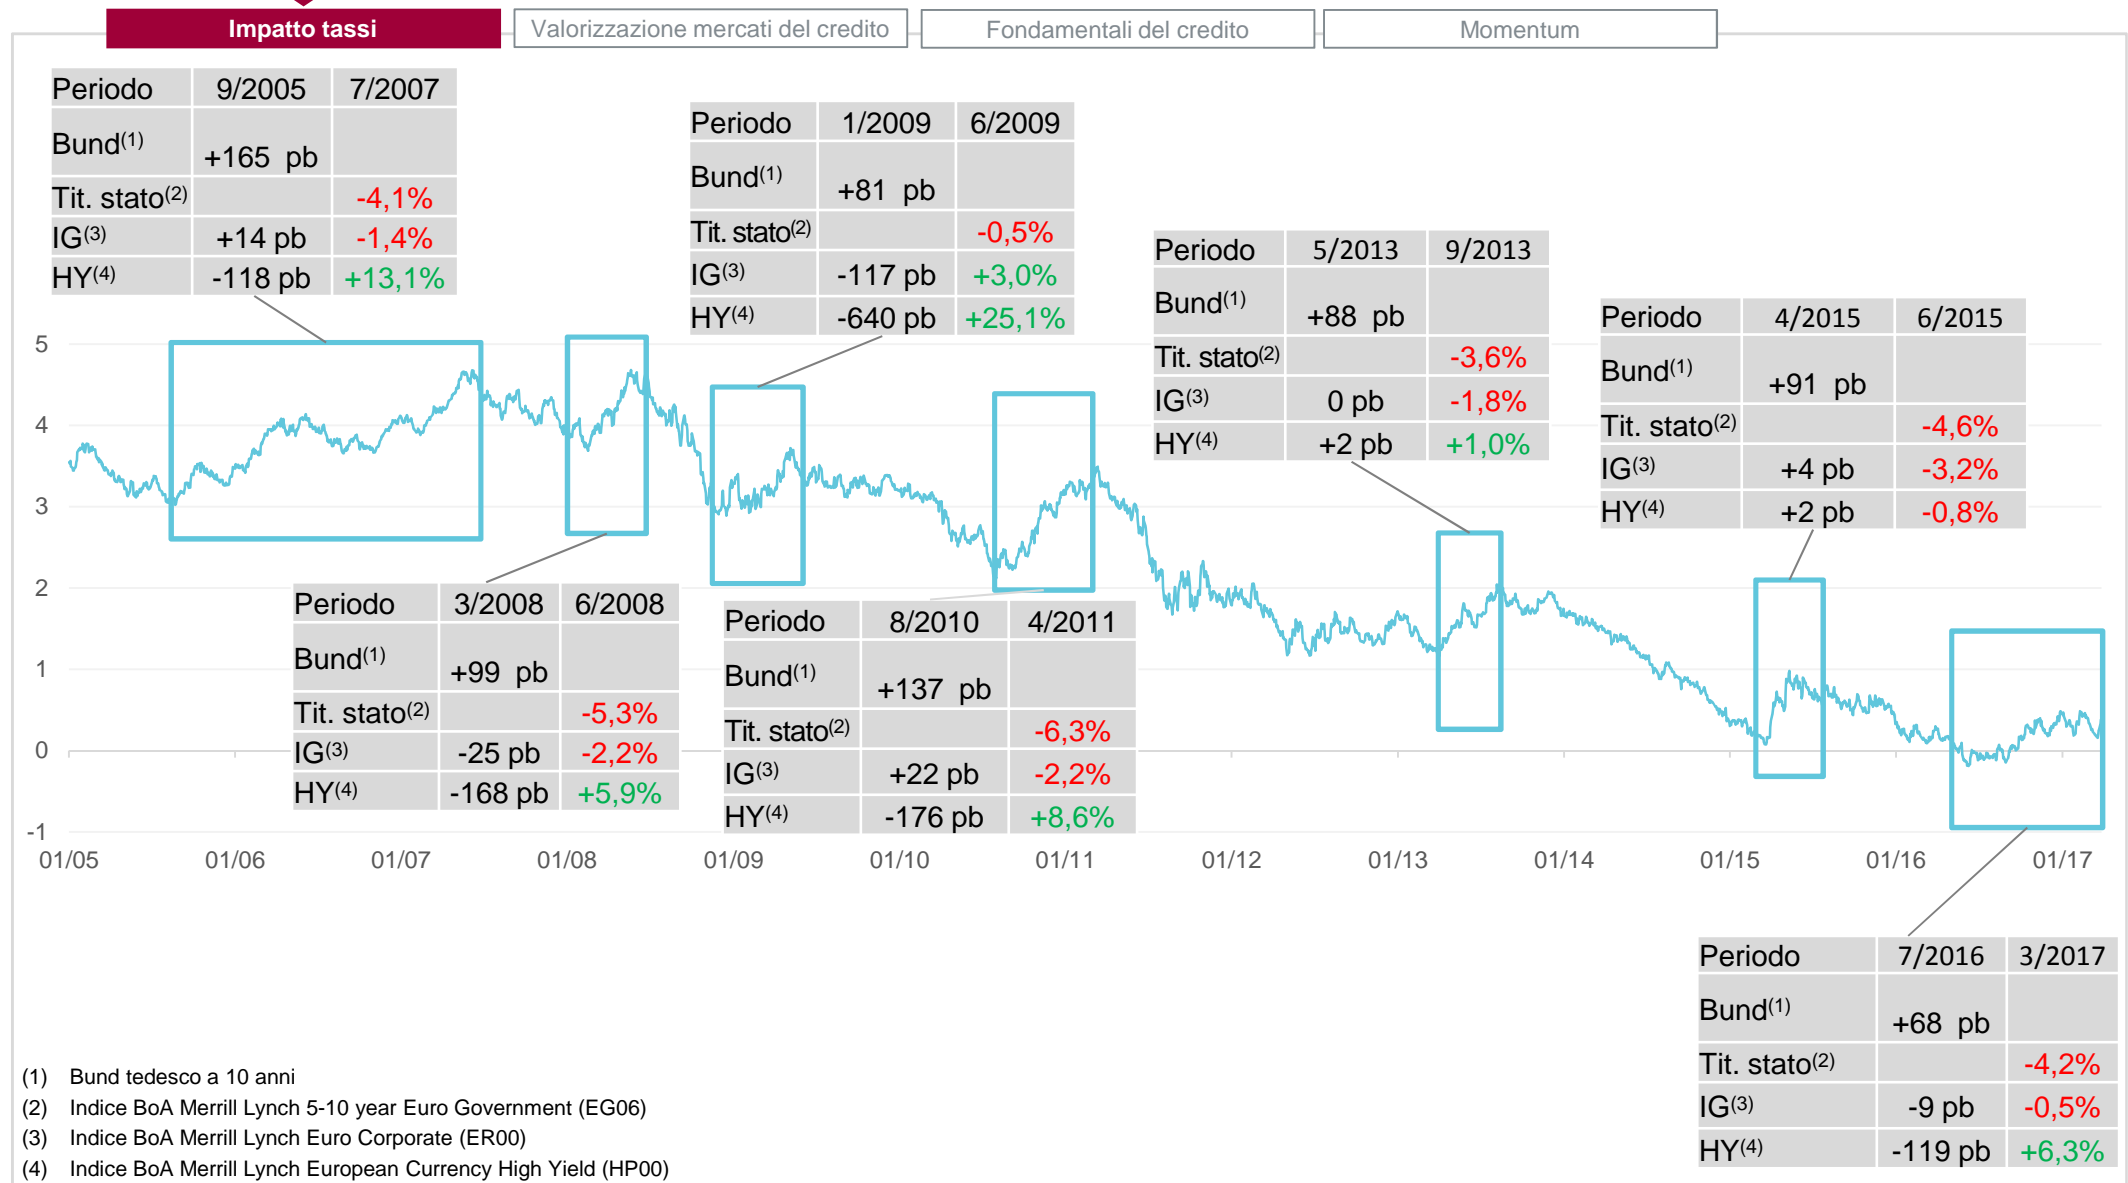 Impatto tassi
Valorizzazione mercati del credito
Fondamentali del credito
Momentum
Periodo 9/2005 7/2007
Bund(1) +165 pb
Tit. stato(2) -4,1%
IG(3) +14 pb -1,4%
HY(4) -118 pb +13,1%
Periodo 1/2009 6/2009
Bund(1) +81 pb
Tit. stato(2) -0,5%
IG(3) -117 pb +3,0%
HY(4) -640 pb +25,1%
Periodo 5/2013 9/2013
Bund(1) +88 pb
Tit. stato(2) -3,6%
IG(3) 0 pb -1,8%
HY(4) +2 pb +1,0%
Periodo 4/2015 6/2015
Bund(1) +91 pb
Tit. stato(2) -4,6%
IG(3) +4 pb -3,2%
HY(4) +2 pb -0,8%
5
4
3
2
1
0
-1
Periodo 3/2008 6/2008
Bund(1) +99 pb
Tit. stato(2) -5,3%
IG(3) -25 pb -2,2%
HY(4) -168 pb +5,9%
Periodo 8/2010 4/2011
Bund(1) +137 pb
Tit. stato(2) -6,3%
IG(3) +22 pb -2,2%
HY(4) -176 pb +8,6%
01/05 01/06 01/07 01/08 01/09 01/10 01/11 01/12 01/13 01/14 01/15 01/16 01/17
Periodo 7/2016 3/2017
Bund(1) +68 pb
Tit. stato(2) -4,2%
IG(3) -9 pb -0,5%
HY(4) -119 pb +6,3%
(1) Bund tedesco a 10 anni
(2) Indice BoA Merrill Lynch 5-10 year Euro Government (EG06)
(3) Indice BoA Merrill Lynch Euro Corporate (ER00)
(4) Indice BoA Merrill Lynch European Currency High Yield (HP00)